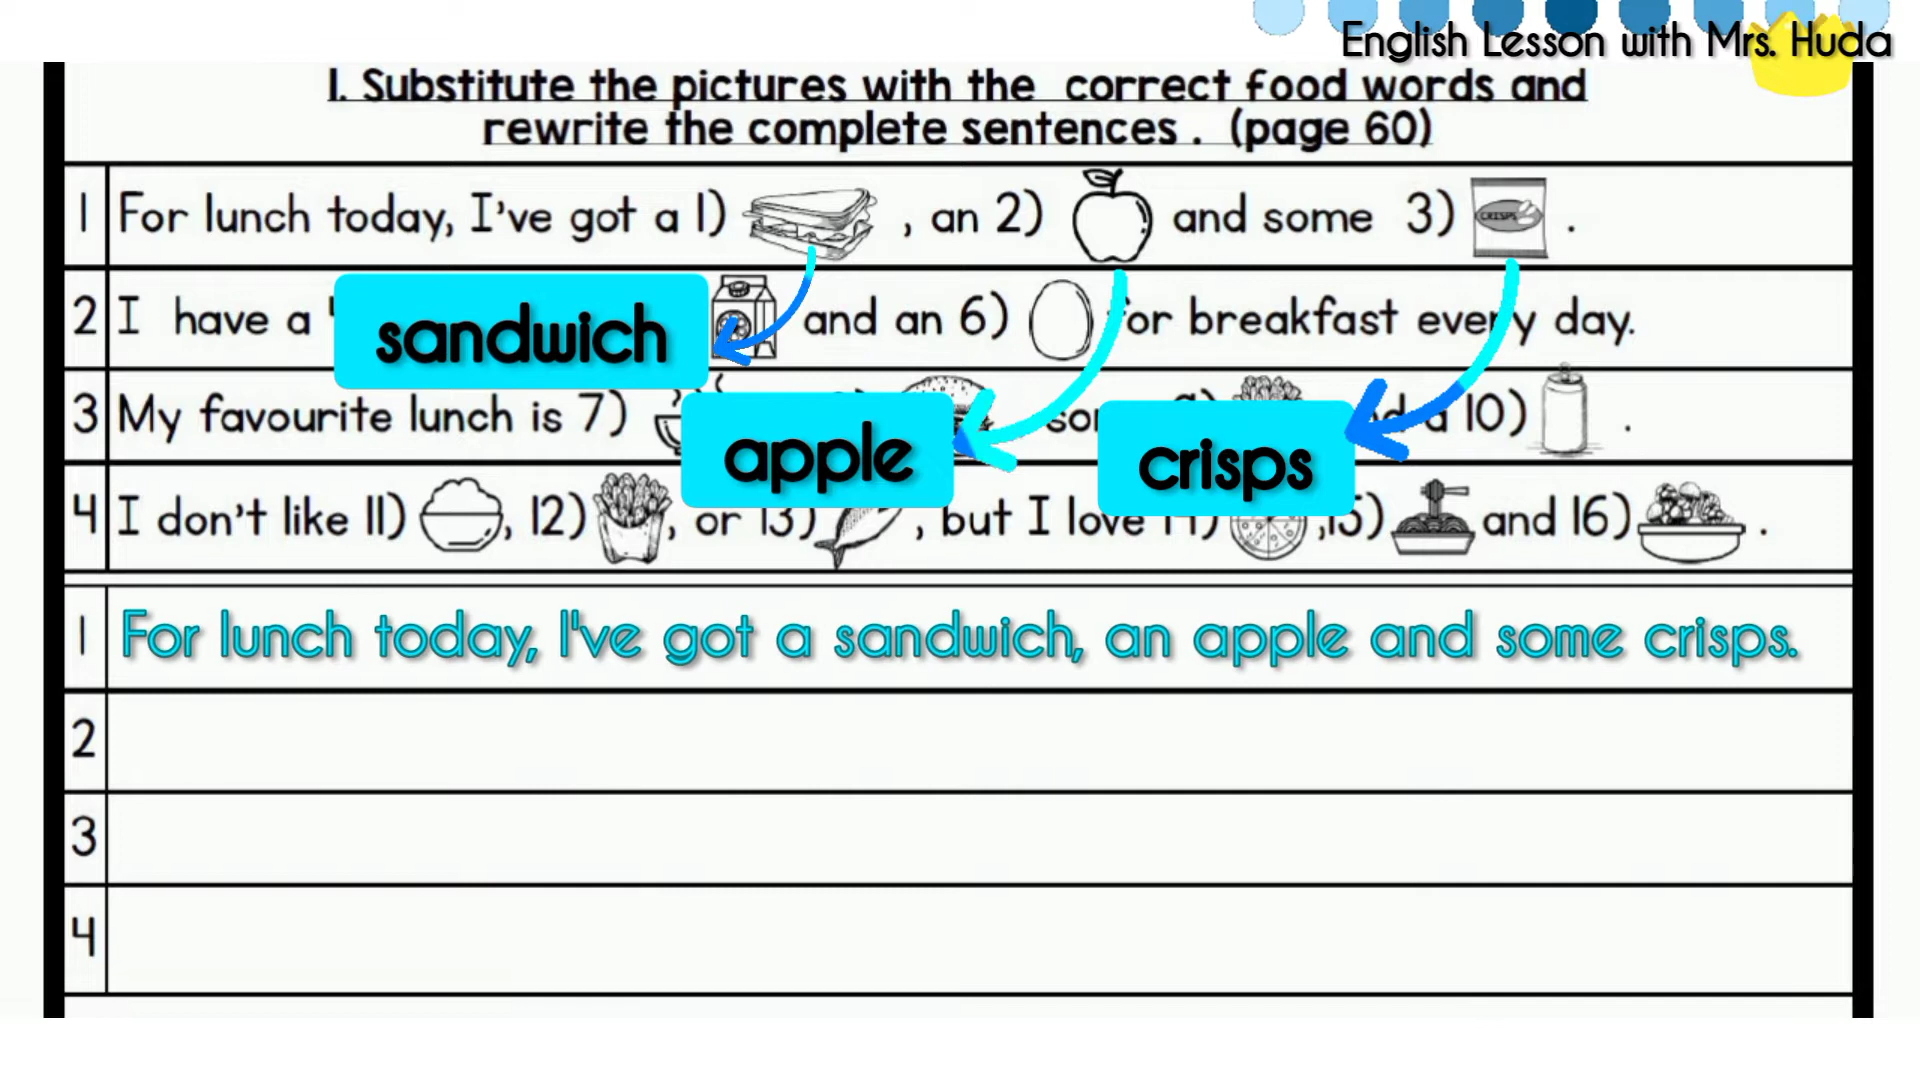 English Lesson with Mrs. Huda
1. Substitute the pictures with the correct food words and
rewrite the complete sentences . (page 60)
1 For lunch today, I've got a 1) , an 2) and some 3) CRISPS .
2 I have a and an 6) for breakfast every day.
sandwich
3 My favourite lunch is 7) 10) .
apple
crisps
4 I don't like 11) , 12) , or 13) , but I love ,15) and 16) .
1 For lunch today, I've got a sandwich, an apple and some crisps.
2
3
4